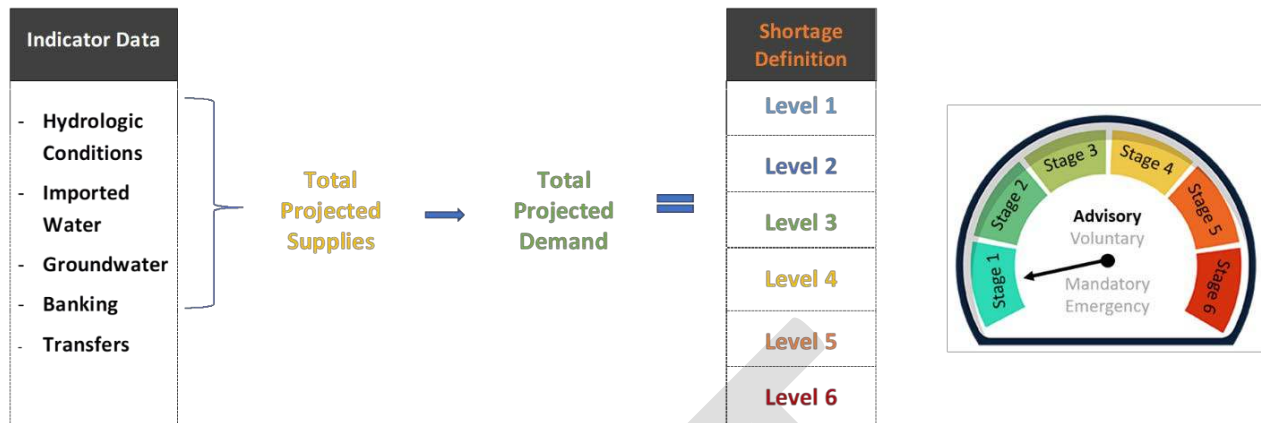 Indicator Data
- Hydrologic
Conditions
- Imported
Water
- Groundwater
- Banking
- Transfers
Total
Projected
Supplies
Total
Projected
Demand
Shortage
Definition
Level 1
Level 2
Level 3
Level 4
Level 5
Level 6
Stage 1
Stage 2
Stage 3
Stage 4
Stage 5
Stage 6
Advisory
Voluntary
Mandatory
Emergency